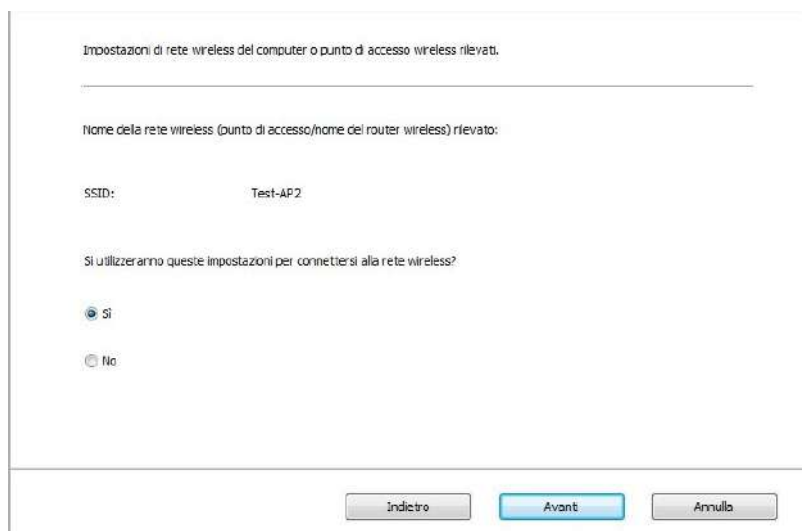 Impostazioni di rete wireless del computer o punto di accesso wireless rilevati.
Nome della rete wireless (punto di accesso/nome del router wireless) rilevato:
SSID: Test-AP2
Si utilizzeranno queste impostazioni per connettersi alla rete wireless?
Sì
No
Indietro Avanti Annulla